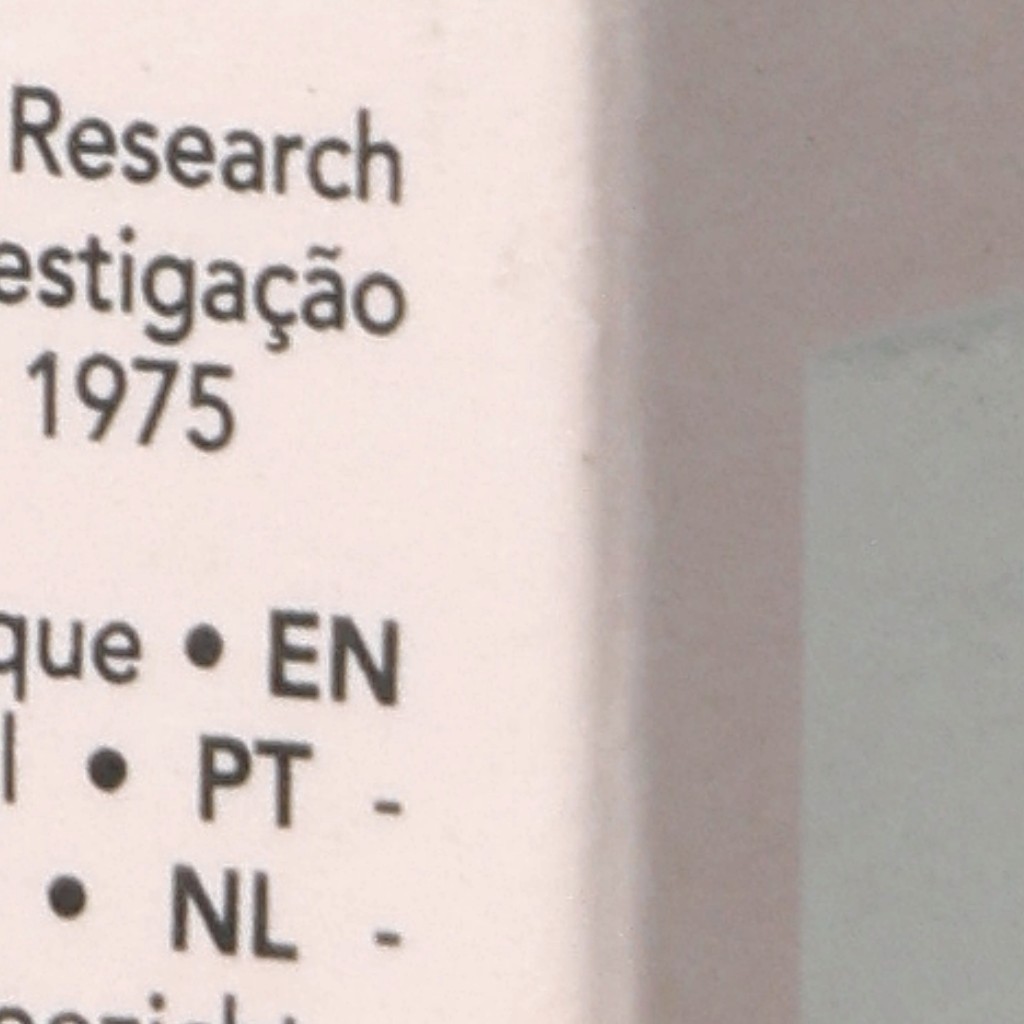 Research
estigação
1975
que • EN
l • PT -
• NL -